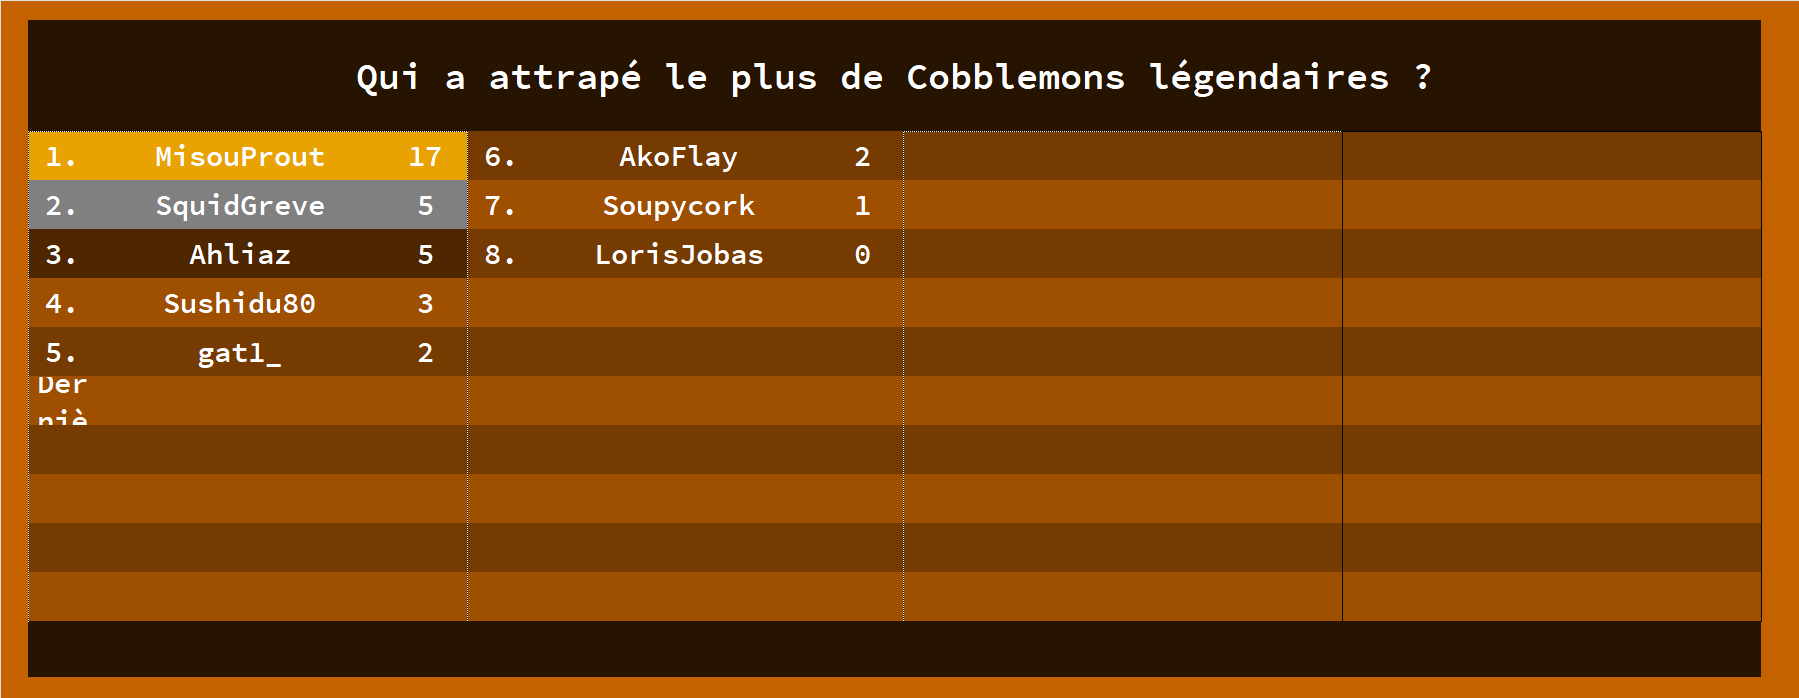 Qui a attrapé le plus de Cobblemons légendaires ?
1. MisouProut 17
2. SquidGreve 5
3. Ahliaz 5
4. Sushidu80 3
5. gat1_ 2
Der
niè
6. AkoFlay 2
7. Soupycork 1
8. LorisJobas 0